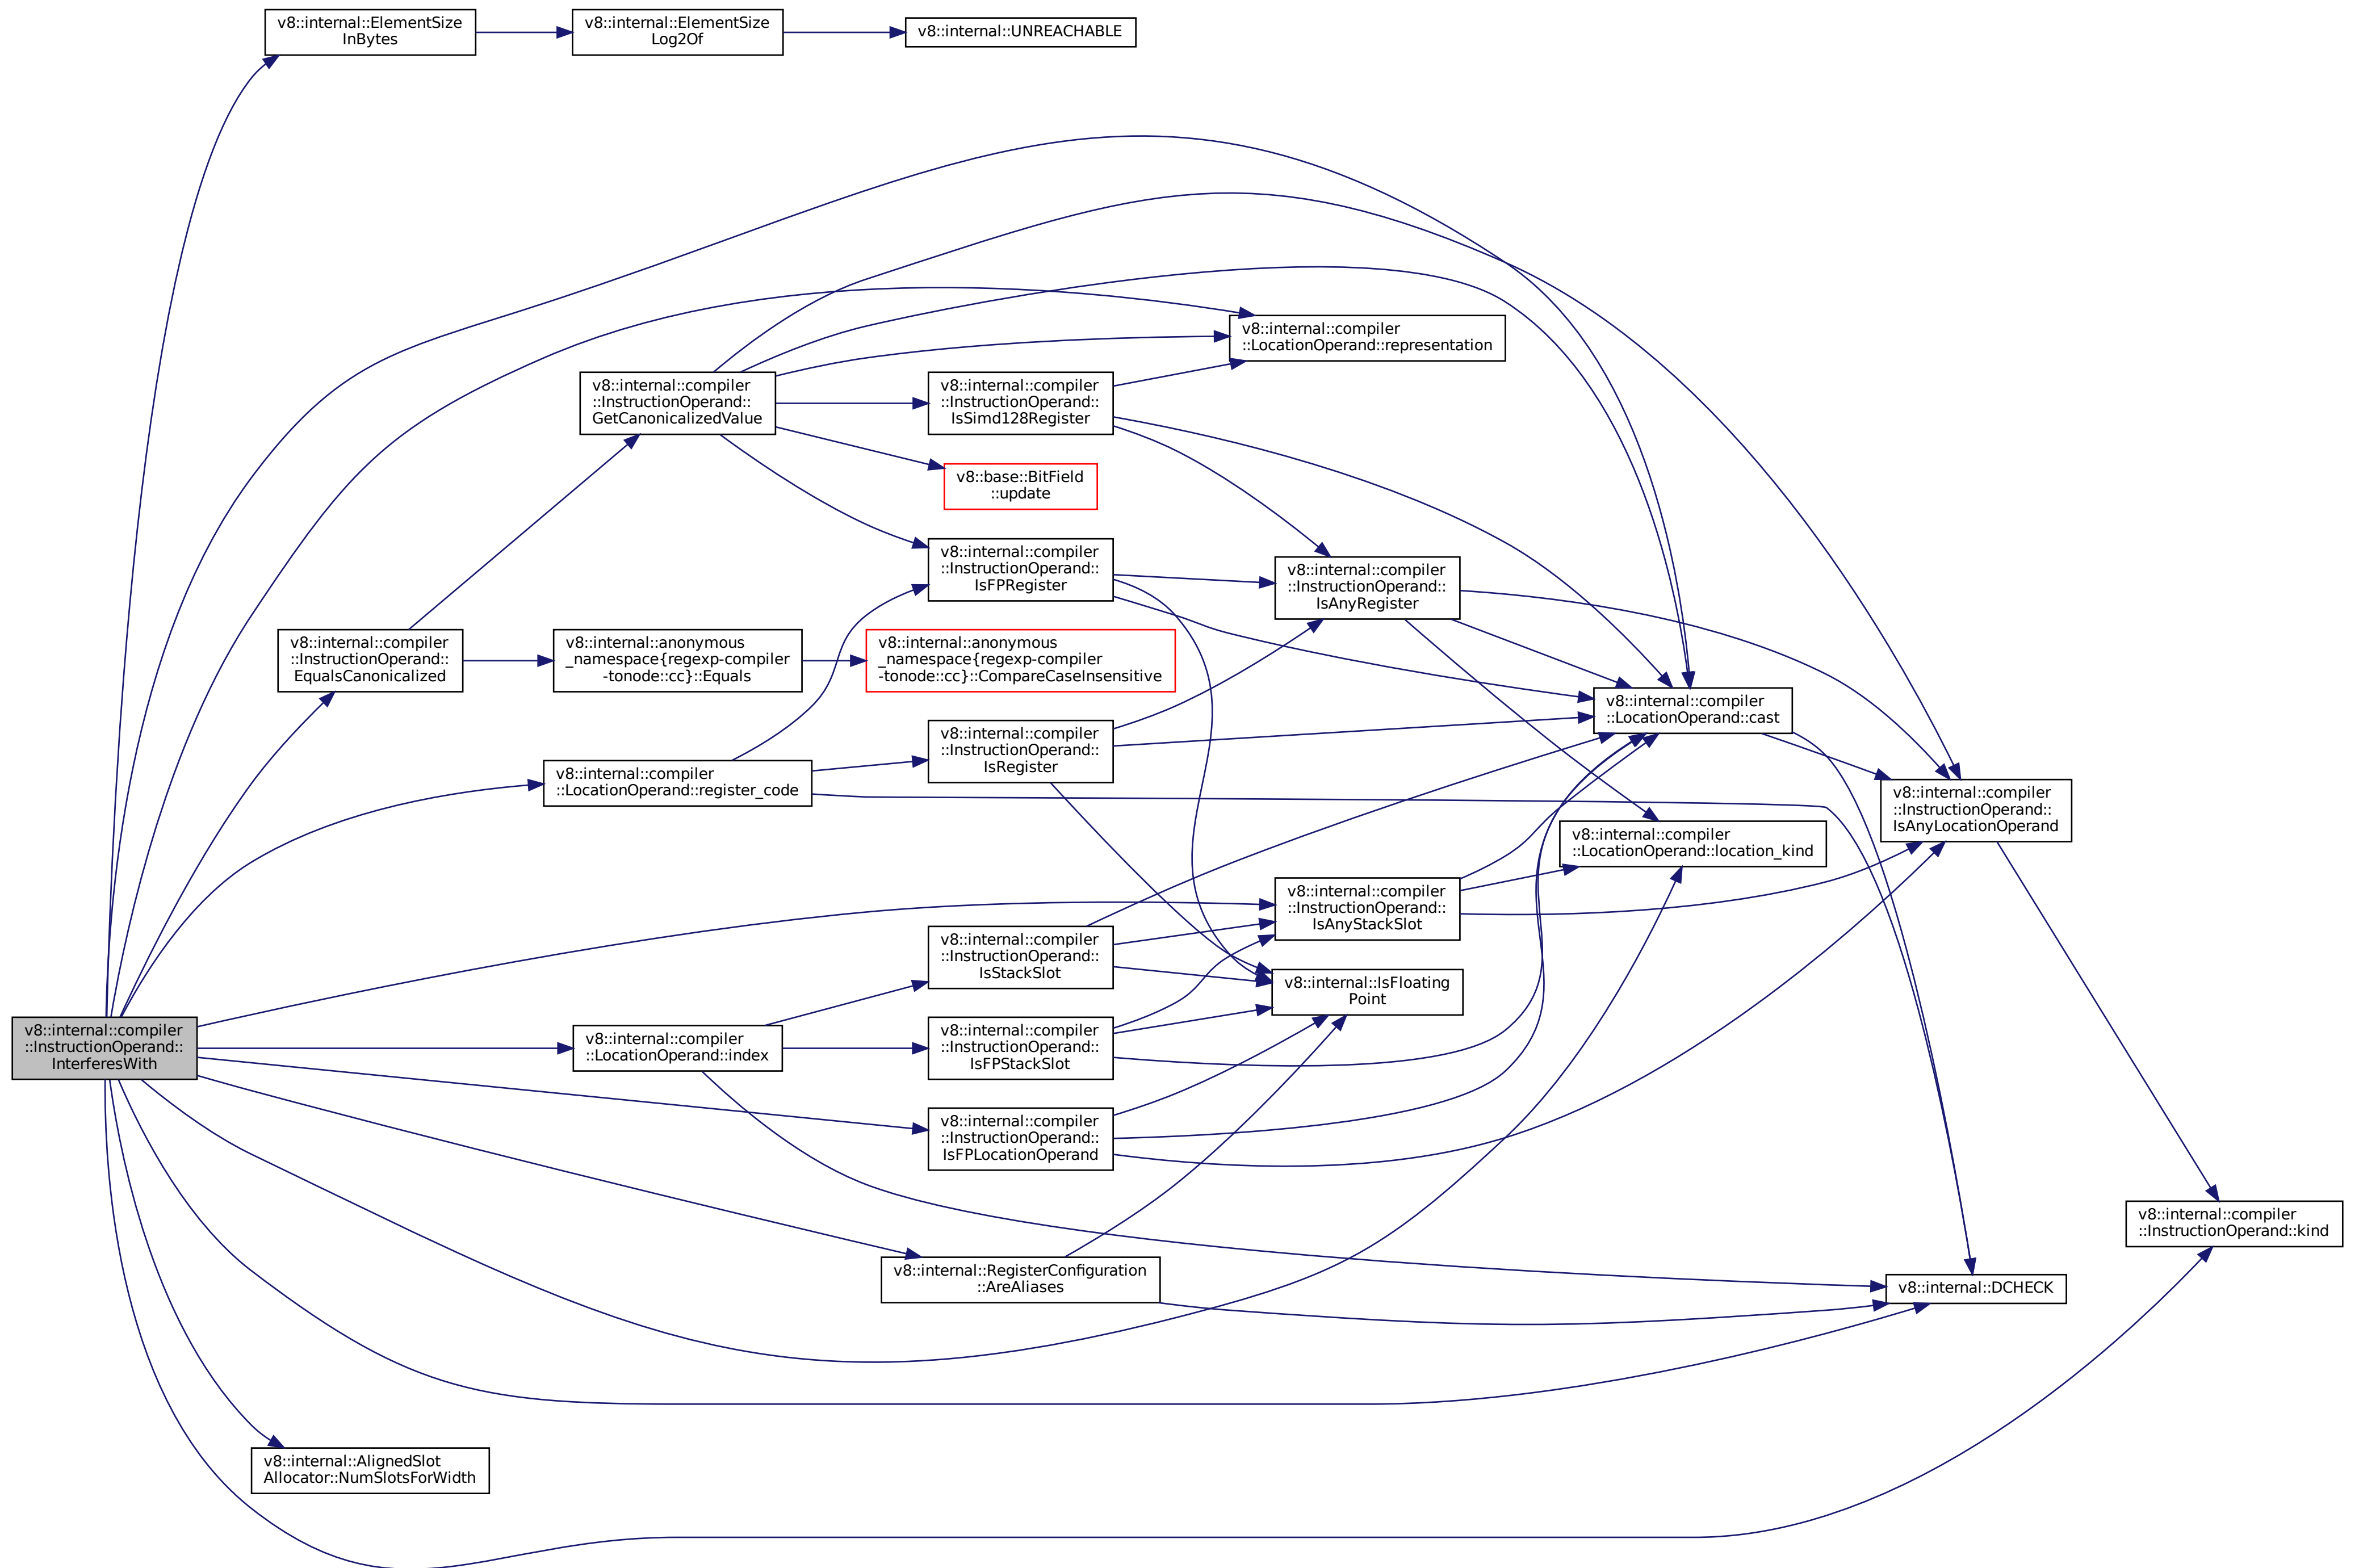 v8::internal::ElementSize
InBytes
v8::internal::ElementSize
Log2Of
v8::internal::UNREACHABLE
v8::internal::compiler
::LocationOperand::representation
v8::internal::compiler
::InstructionOperand::
GetCanonicalizedValue
v8::internal::compiler
::InstructionOperand::
IsSimd128Register
v8::base::BitField
::update
v8::internal::compiler
::InstructionOperand::
IsFPRegister
v8::internal::compiler
::InstructionOperand::
IsAnyRegister
v8::internal::compiler
::InstructionOperand::
EqualsCanonicalized
v8::internal::anonymous
_namespace{regexp-compiler
-tonode::cc}::Equals
v8::internal::anonymous
_namespace{regexp-compiler
-tonode::cc}::CompareCaseInsensitive
v8::internal::compiler
::LocationOperand::cast
v8::internal::compiler
::InstructionOperand::
IsRegister
v8::internal::compiler
::LocationOperand::register_code
v8::internal::compiler
::InstructionOperand::
IsAnyLocationOperand
v8::internal::compiler
::LocationOperand::location_kind
v8::internal::compiler
::InstructionOperand::
IsAnyStackSlot
v8::internal::compiler
::InstructionOperand::
IsStackSlot
v8::internal::IsFloating
Point
v8::internal::compiler
::InstructionOperand::
InterferesWith
v8::internal::compiler
::LocationOperand::index
v8::internal::compiler
::InstructionOperand::
IsFPStackSlot
v8::internal::compiler
::InstructionOperand::
IsFPLocationOperand
v8::internal::compiler
::InstructionOperand::kind
v8::internal::RegisterConfiguration
::AreAliases
v8::internal::DCHECK
v8::internal::AlignedSlot
Allocator::NumSlotsForWidth